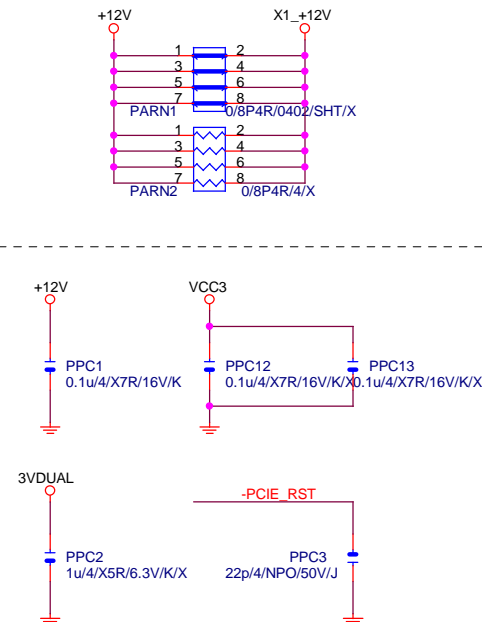 +12V X1_+12V
1 2
3 4
5 6
7 8
PARN1 0/8P4R/0402/SHT/X
1 2
3 4
5 6
7 8
PARN2 0/8P4R/4/X
+12V VCC3
PPC1 PPC12 PPC13
0.1u/4/X7R/16V/K 0.1u/4/X7R/16V/K/X 0.1u/4/X7R/16V/K/X
3VDUAL
-PCIE_RST
PPC2 PPC3
1u/4/X5R/6.3V/K/X 22p/4/NPO/50V/J